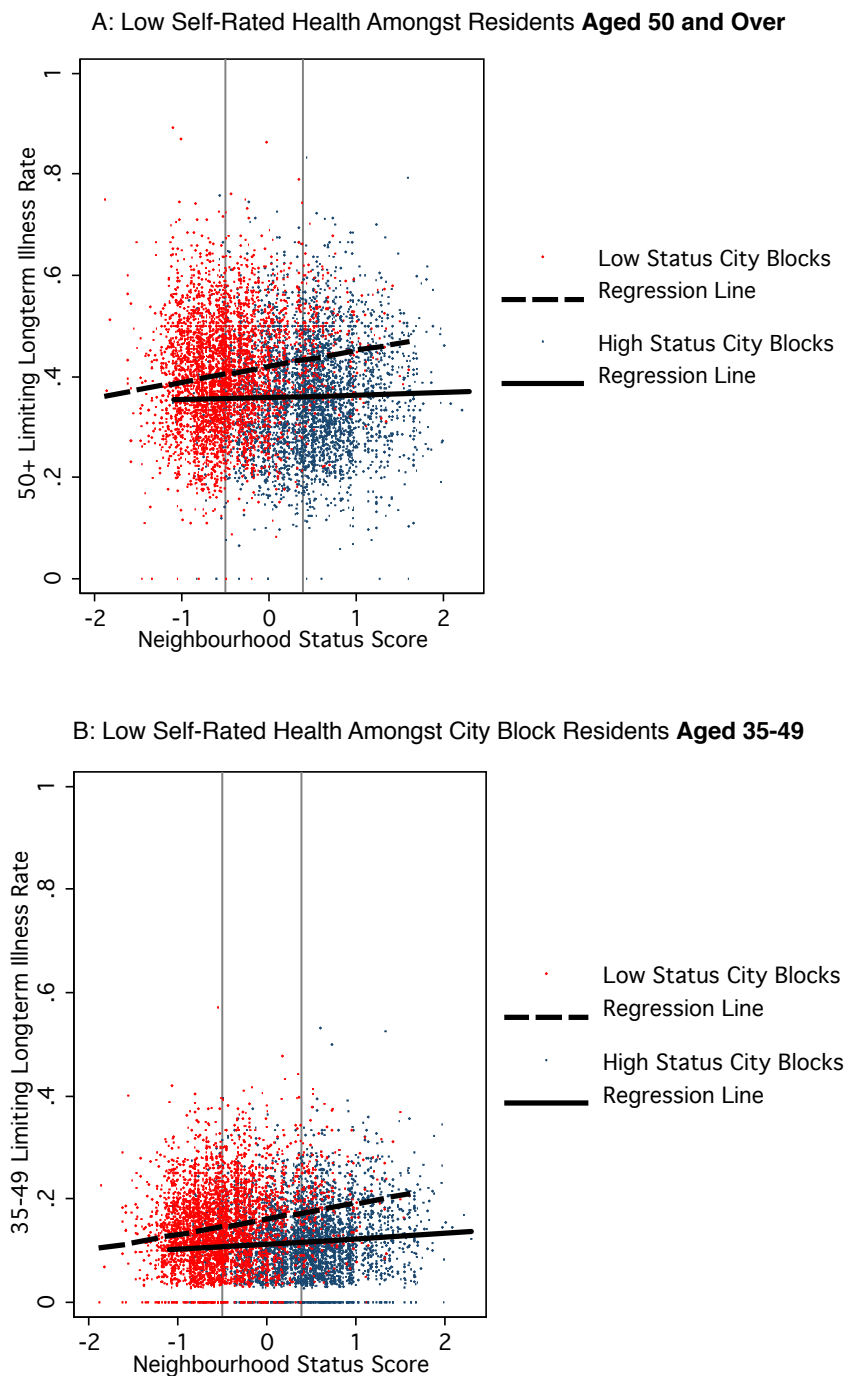 A: Low Self-Rated Health Amongst Residents Aged 50 and Over
50+ Limiting Longterm Illness Rate
1
.8
.6
.4
.2
0
-2 -1 0 1 2
Neighbourhood Status Score
Low Status City Blocks
Regression Line
High Status City Blocks
Regression Line
B: Low Self-Rated Health Amongst City Block Residents Aged 35-49
35-49 Limiting Longterm Illness Rate
1
.8
.6
.4
.2
0
-2 -1 0 1 2
Neighbourhood Status Score
Low Status City Blocks
Regression Line
High Status City Blocks
Regression Line